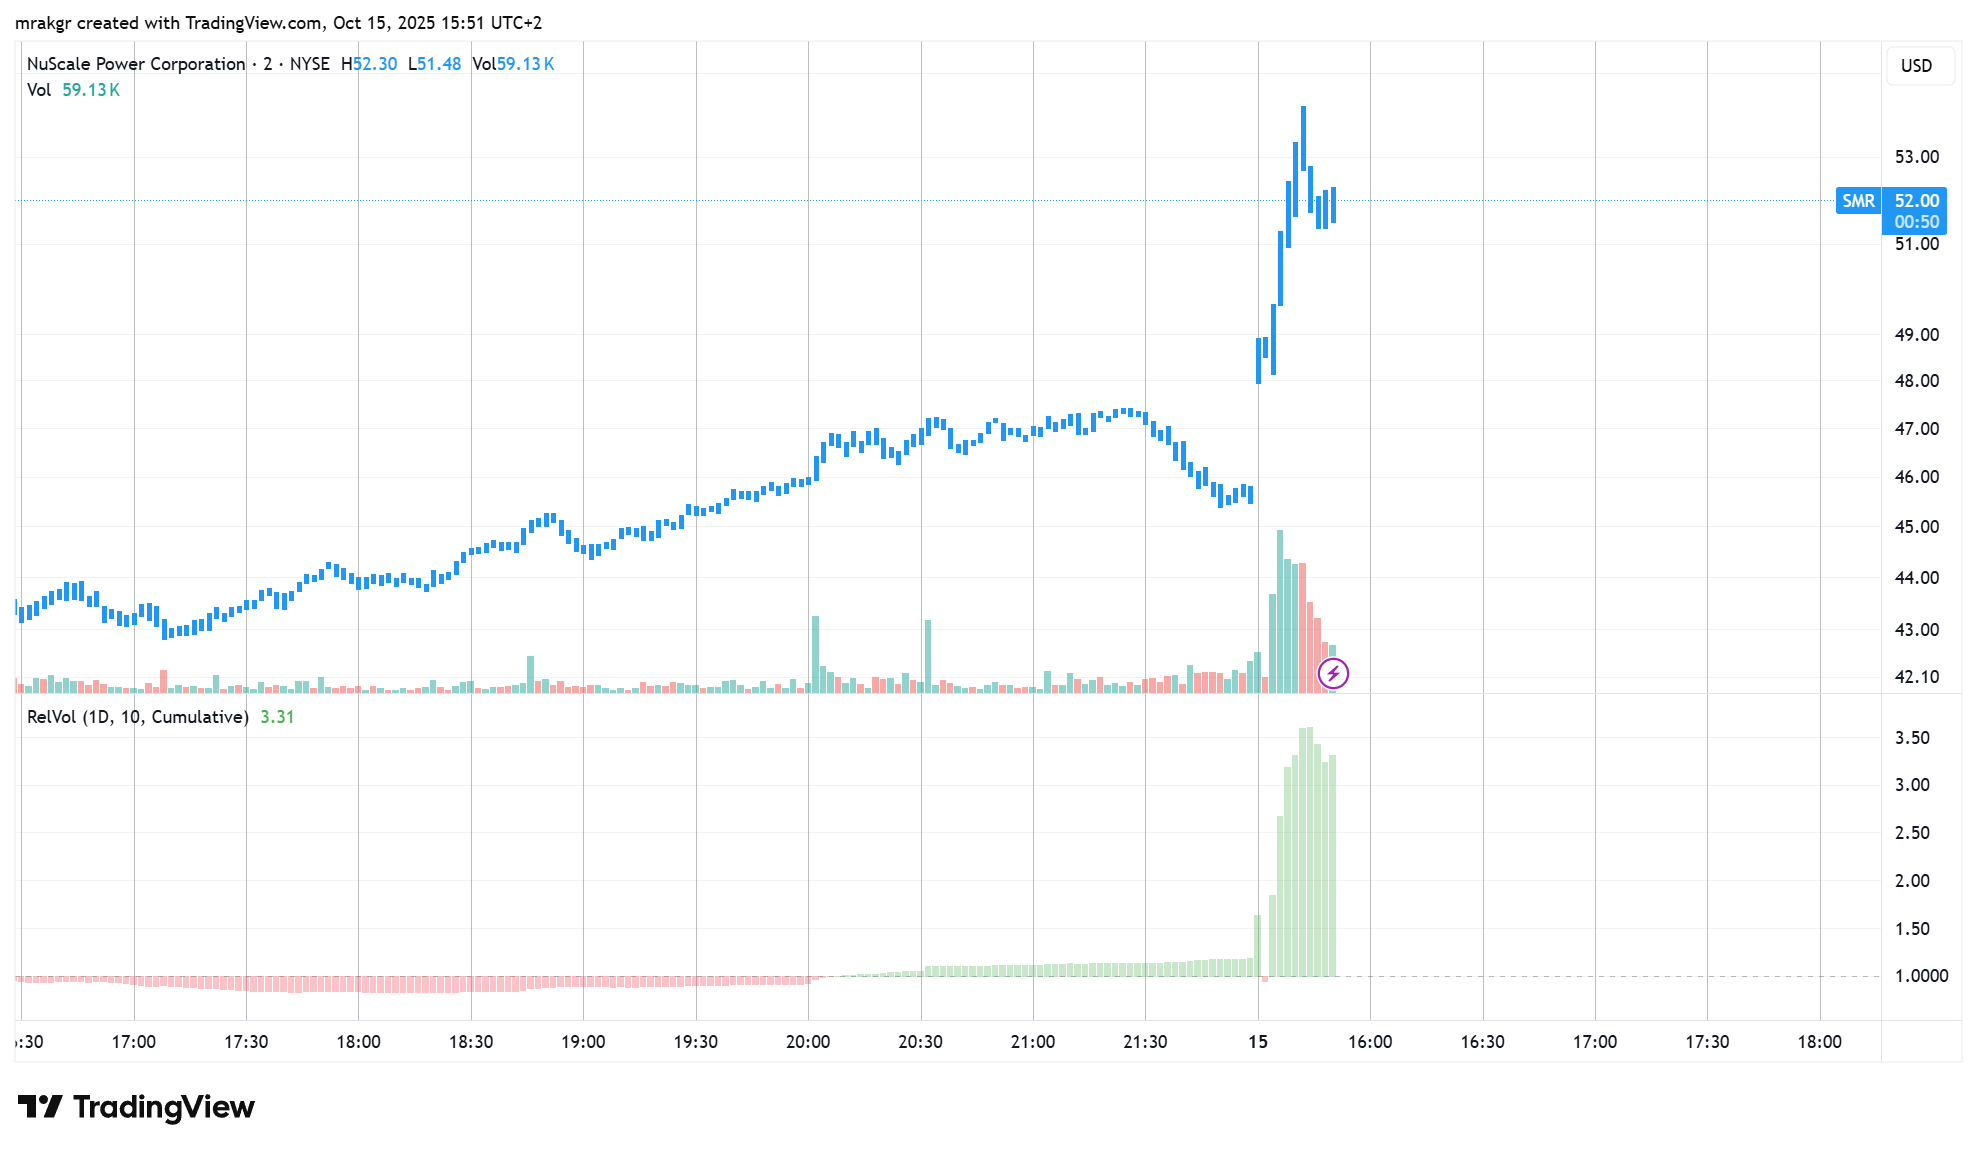 mrakgr created with TradingView.com, Oct 15, 2025 15:51 UTC+2
NuScale Power Corporation · 2 · NYSE H52.30 L51.48 Vol59.13 K
Vol 59.13 K
USD
53.00
SMR 52.00
00:50
51.00
49.00
48.00
47.00
46.00
45.00
44.00
43.00
42.10
RelVol (1D, 10, Cumulative) 3.31
3.50
3.00
2.50
2.00
1.50
1.0000
:30 17:00 17:30 18:00 18:30 19:00 19:30 20:00 20:30 21:00 21:30 15 16:00 16:30 17:00 17:30 18:00
TradingView